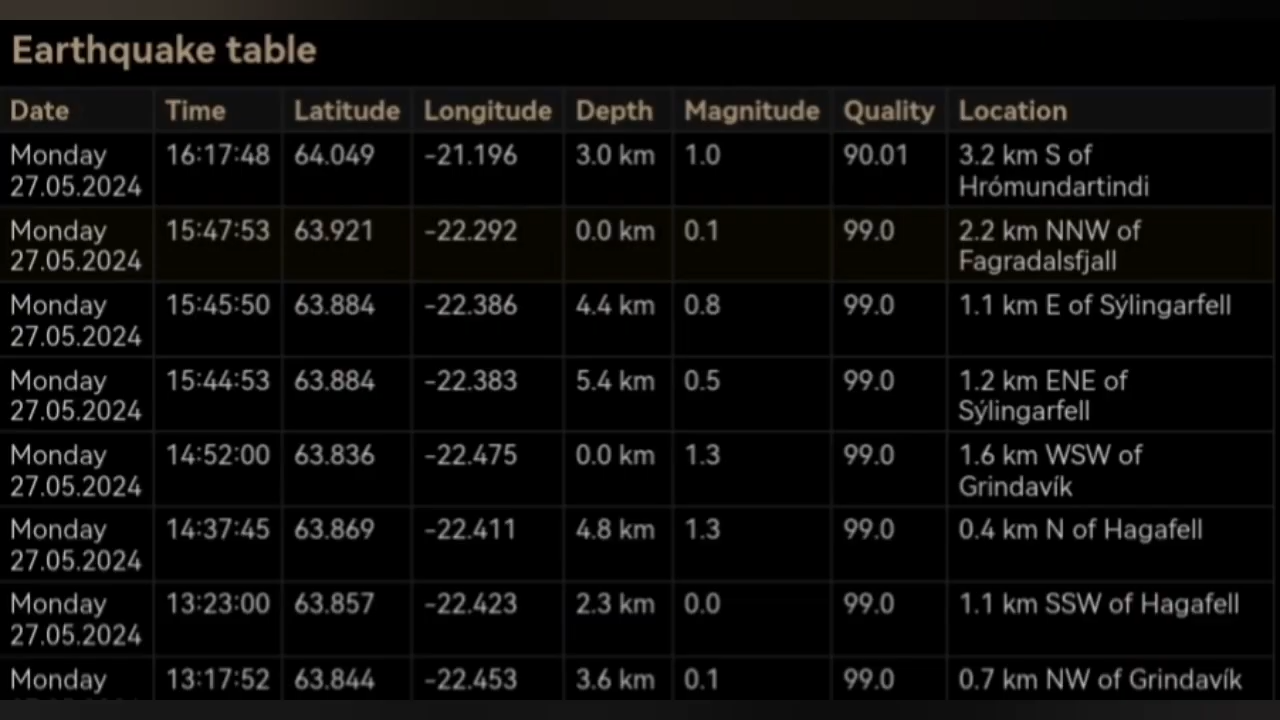 Earthquake table
Date Time Latitude Longitude Depth Magnitude Quality Location
Monday 16:17:48 64.049 -21.196 3.0 km 1.0 90.01 3.2 km S of
27.05.2024 Hrómundartindi
Monday 15:47:53 63.921 -22.292 0.0 km 0.1 99.0 2.2 km NNW of
27.05.2024 Fagradalsfjall
Monday 15:45:50 63.884 -22.386 4.4 km 0.8 99.0 1.1 km E of Sýlingarfell
27.05.2024
Monday 15:44:53 63.884 -22.383 5.4 km 0.5 99.0 1.2 km ENE of
27.05.2024 Sýlingarfell
Monday 14:52:00 63.836 -22.475 0.0 km 1.3 99.0 1.6 km WSW of
27.05.2024 Grindavík
Monday 14:37:45 63.869 -22.411 4.8 km 1.3 99.0 0.4 km N of Hagafell
27.05.2024
Monday 13:23:00 63.857 -22.423 2.3 km 0.0 99.0 1.1 km SSW of Hagafell
27.05.2024
Monday 13:17:52 63.844 -22.453 3.6 km 0.1 99.0 0.7 km NW of Grindavík